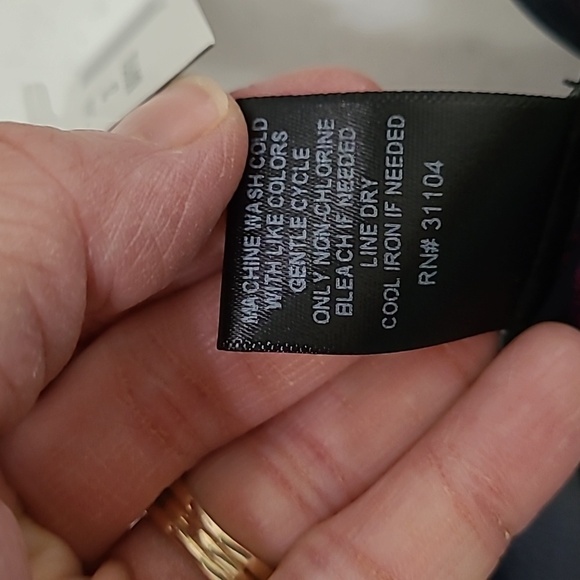 MACHINE WASH COLD
WITH LIKE COLORS
GENTLE CYCLE
ONLY NON-CHLORINE
BLEACH IF NEEDED
LINE DRY
COOL IRON IF NEEDED
RN# 31104